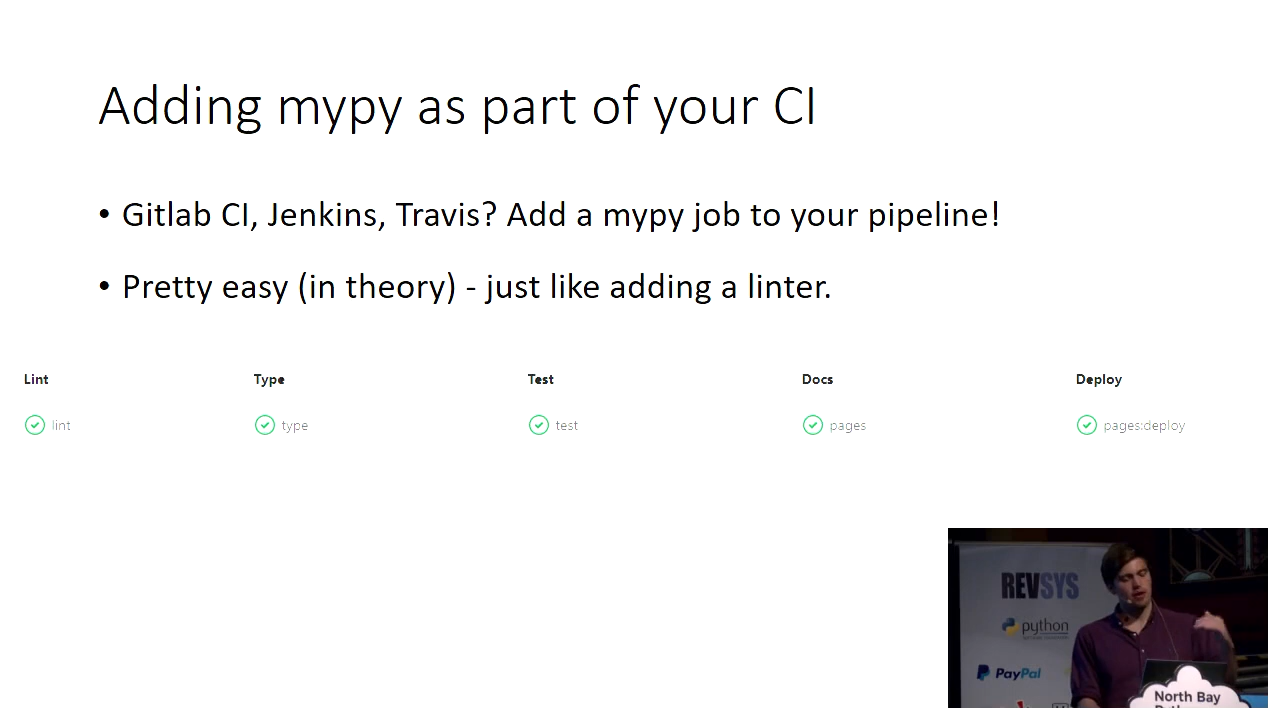 Adding mypy as part of your CI
• Gitlab CI, Jenkins, Travis? Add a mypy job to your pipeline!
• Pretty easy (in theory) - just like adding a linter.
Lint Type Test Docs Deploy
lint type test pages pages:deploy
REVSYS
python
PayPal
North Bay